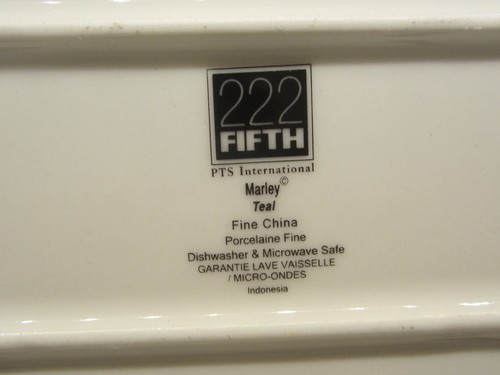 222
FIFTH
PTS International
Marley©
Teal
Fine China
Porcelaine Fine
Dishwasher & Microwave Safe
GARANTIE LAVE VAISSELLE
/ MICRO-ONDES
Indonesia